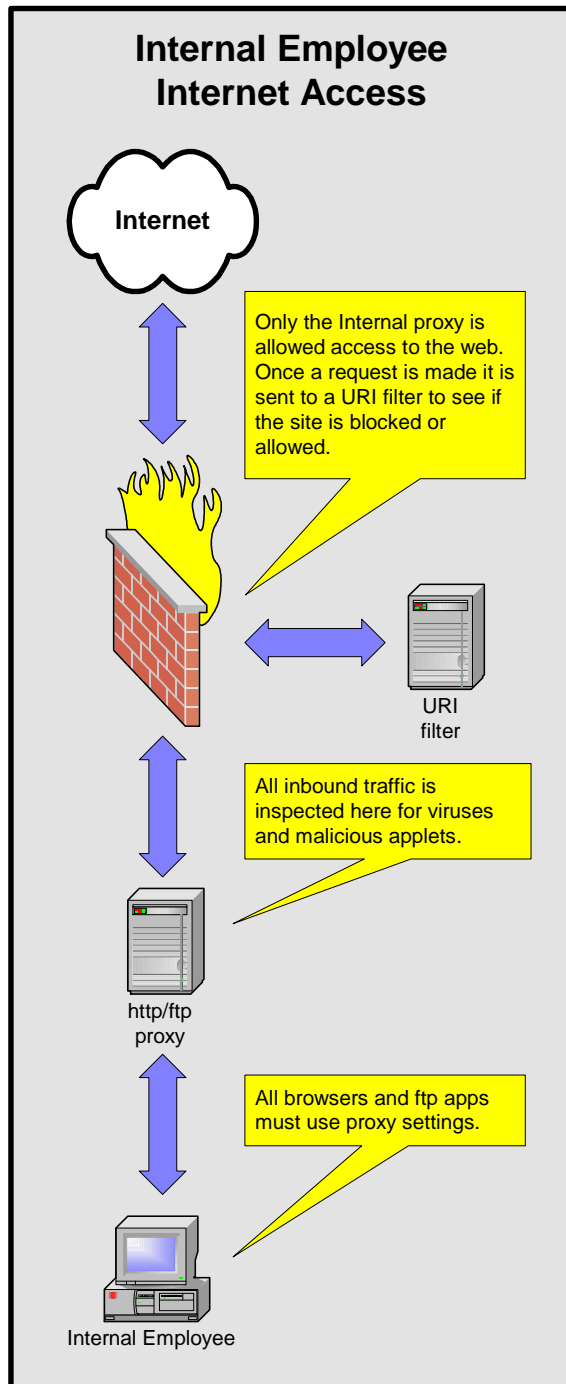 Internal Employee
Internet Access
Internet
Only the Internal proxy is
allowed access to the web.
Once a request is made it is
sent to a URI filter to see if
the site is blocked or
allowed.
URI
filter
All inbound traffic is
inspected here for viruses
and malicious applets.
http/ftp
proxy
All browsers and ftp apps
must use proxy settings.
Internal Employee